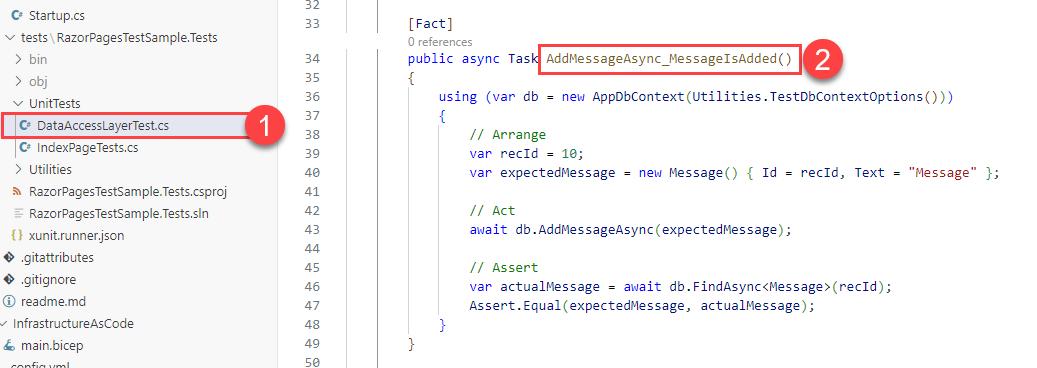 Startup.cs
tests\RazorPagesTestSample.Tests
bin
obj
UnitTests
DataAccessLayerTest.cs
1
IndexPageTests.cs
Utilities
RazorPagesTestSample.Tests.csproj
RazorPagesTestSample.Tests.sln
xunit.runner.json
.gitattributes
.gitignore
readme.md
InfrastructureAsCode
main.bicep
config.yml
32
33 [Fact]
0 references
34 public async Task AddMessageAsync_MessageIsAdded() 2
35 {
36 using (var db = new AppDbContext(Utilities.TestDbContextOptions()))
37 {
38 // Arrange
39 var recId = 10;
40 var expectedMessage = new Message() { Id = recId, Text = "Message" };
41
42 // Act
43 await db.AddMessageAsync(expectedMessage);
44
45 // Assert
46 var actualMessage = await db.FindAsync<Message>(recId);
47 Assert.Equal(expectedMessage, actualMessage);
48 }
49 }
50